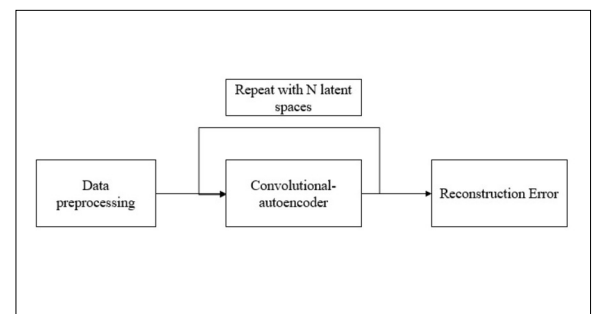 Repeat with N latent
spaces
Data
preprocessing
Convolutional-
autoencoder
Reconstruction Error